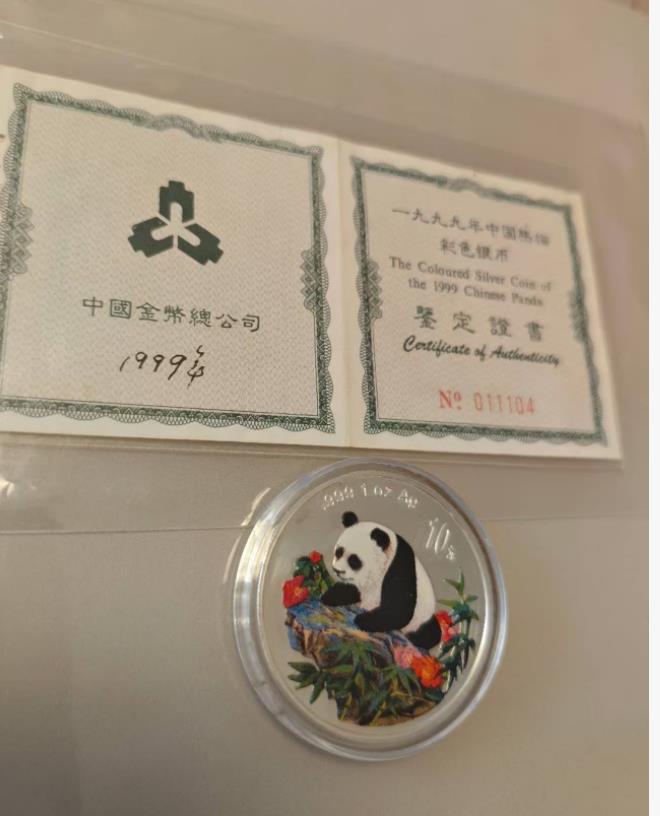 中國金幣總公司
1999年
一九九九年中国熊猫
彩色银币
The Coloured Silver Coin of
the 1999 Chinese Panda
鑒定證書
Certificate of Authenticity
Nº 011104
.999 1 oz Ag
10元